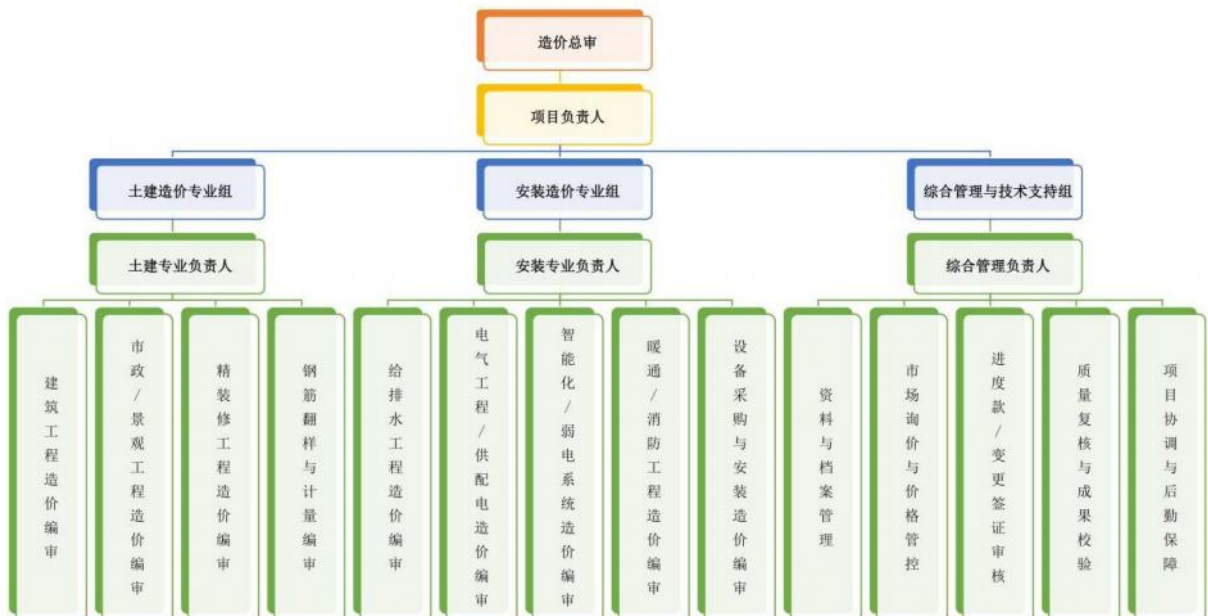 造价总审
项目负责人
土建造价专业组
安装造价专业组
综合管理与技术支持组
土建专业负责人
安装专业负责人
综合管理负责人
建筑工程造价编审
市政/景观工程造价编审
精装修工程造价编审
钢筋翻样与计量编审
给排水工程造价编审
电气工程/供配电造价编审
智能化/弱电系统造价编审
暖通/消防工程造价编审
设备采购与安装造价编审
资料与档案管理
市场询价与价格管控
进度款/变更签证审核
质量复核与成果校验
项目协调与后勤保障